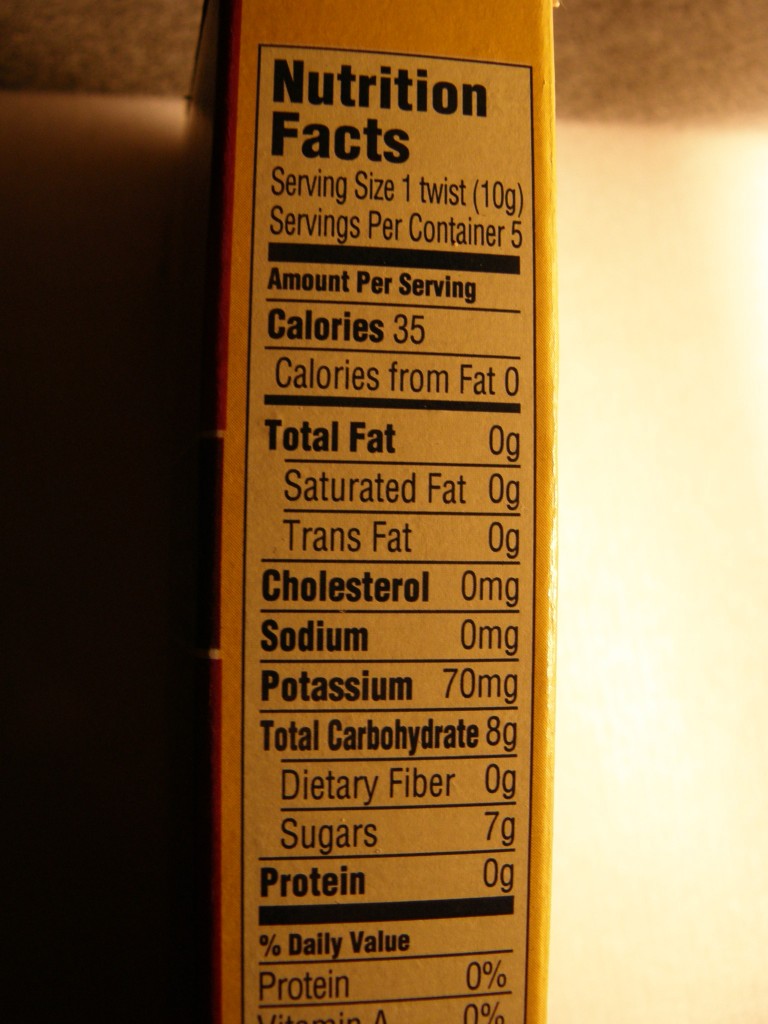 Nutrition
Facts
Serving Size 1 twist (10g)
Servings Per Container 5
Amount Per Serving
Calories 35
Calories from Fat 0
Total Fat 0g
Saturated Fat 0g
Trans Fat 0g
Cholesterol 0mg
Sodium 0mg
Potassium 70mg
Total Carbohydrate 8g
Dietary Fiber 0g
Sugars 7g
Protein 0g
% Daily Value
Protein 0%
Vitamin A 0%